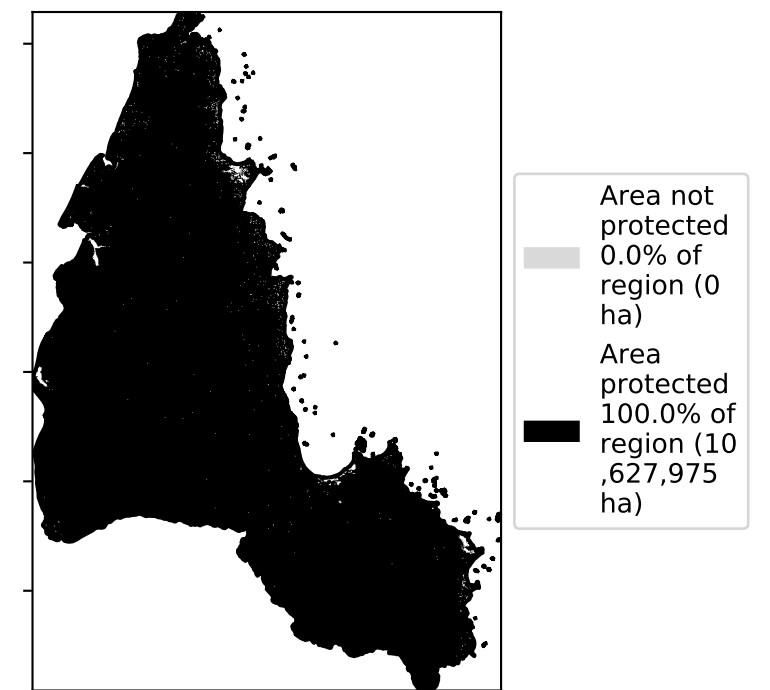 Area not
protected
0.0% of
region (0
ha)
Area
protected
100.0% of
region (10
,627,975
ha)